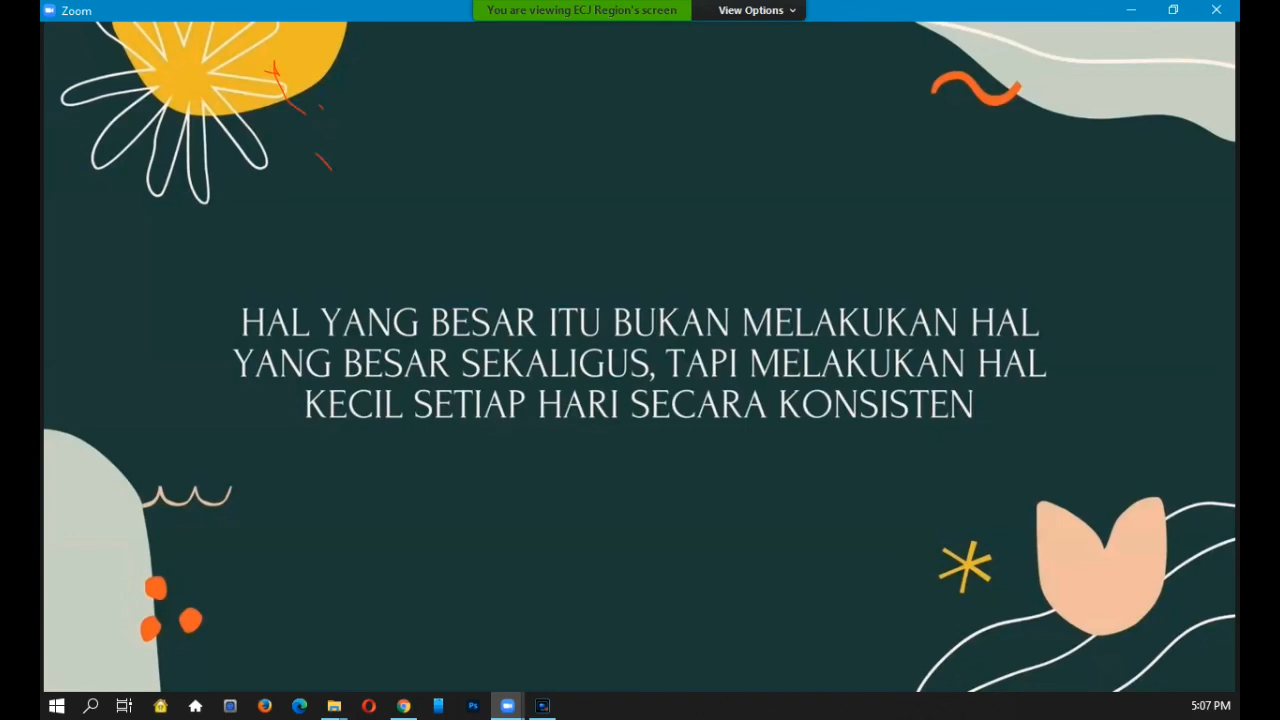 Zoom
You are viewing ECJ Region's screen
View Options
HAL YANG BESAR ITU BUKAN MELAKUKAN HAL
YANG BESAR SEKALIGUS, TAPI MELAKUKAN HAL
KECIL SETIAP HARI SECARA KONSISTEN
Ps
5:07 PM